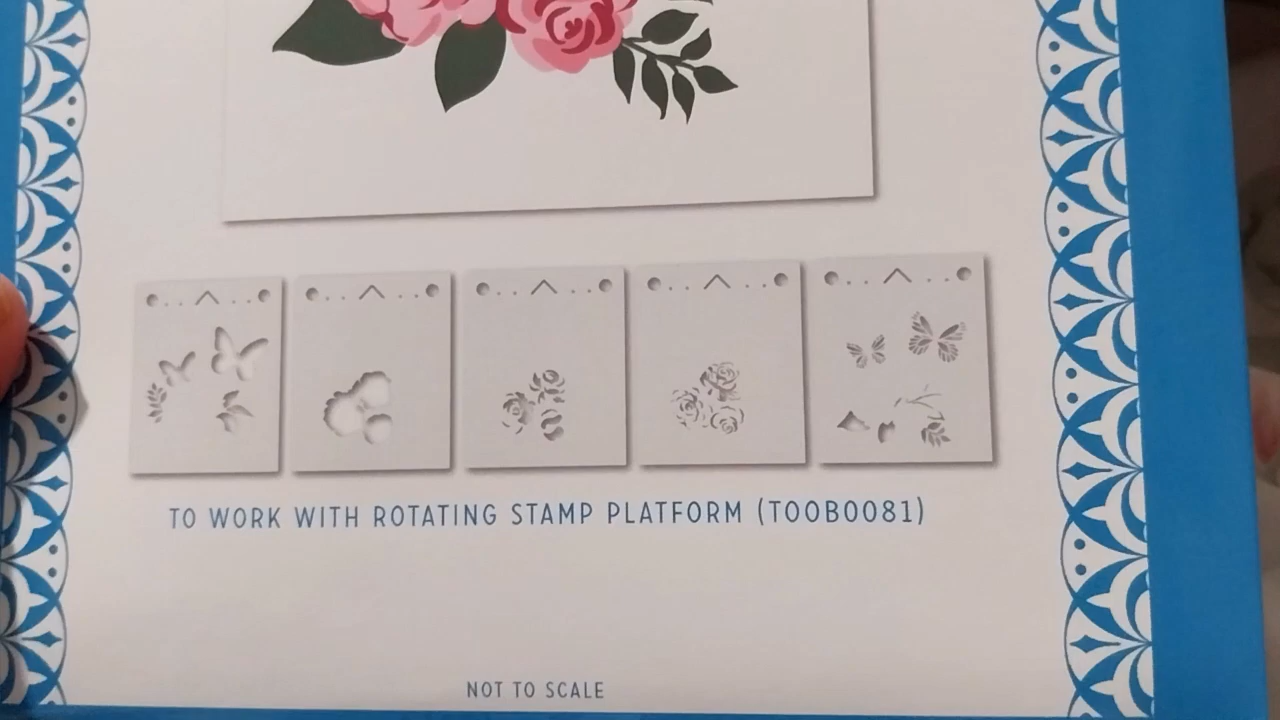 TO WORK WITH ROTATING STAMP PLATFORM (TOOB0081)
NOT TO SCALE